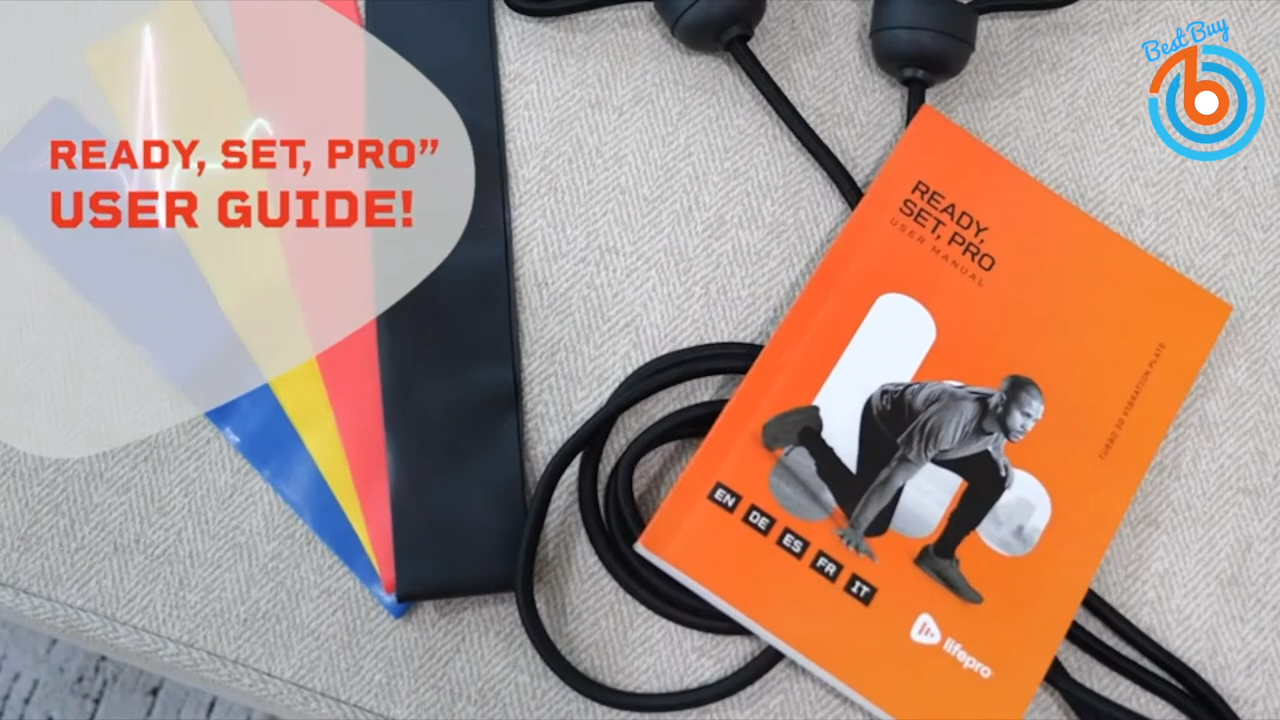 READY, SET, PRO”
USER GUIDE!
Best Buy
READY,
SET, PRO
USER MANUAL
TURBO 3D VIBRATION PLATE
EN DE ES FR IT
lifepro